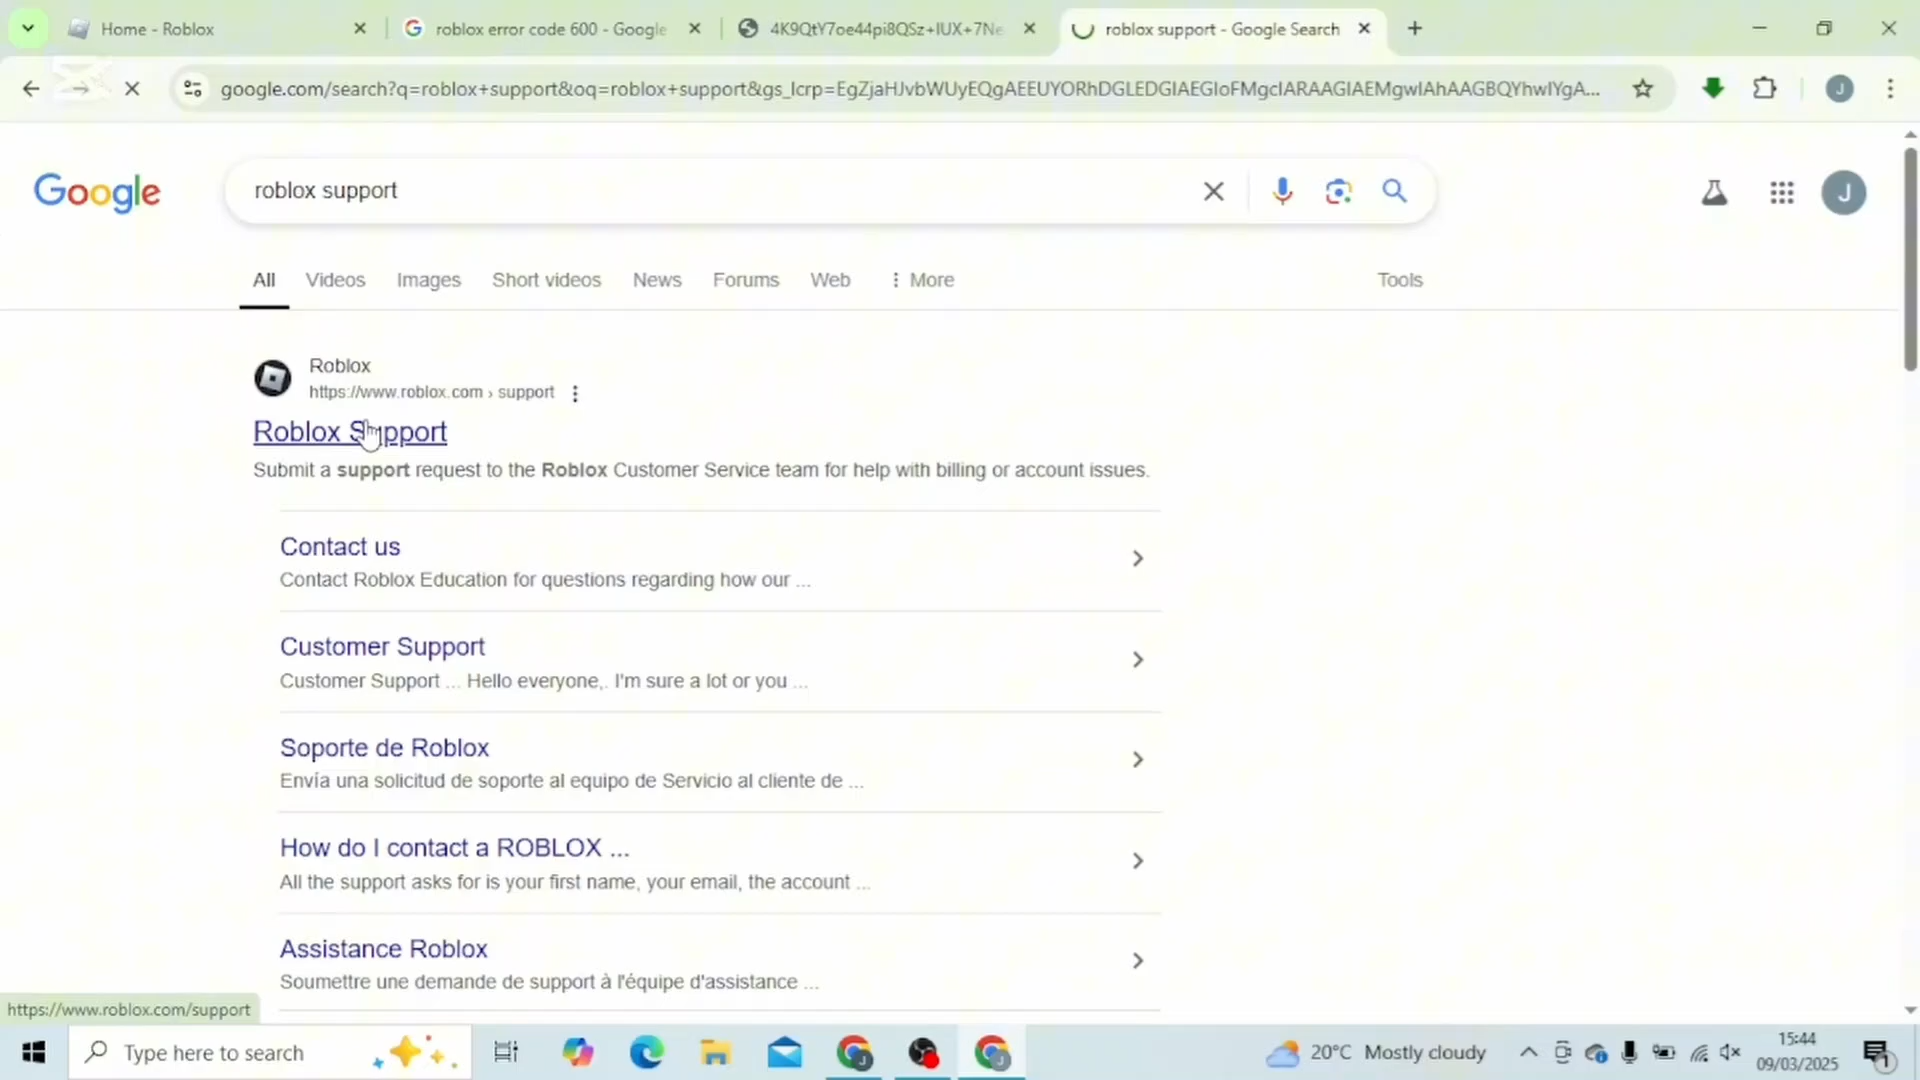 Home - Roblox
roblox error code 600 - Google
4K9QtY7oe44pi8QSz+IUX+7Ne
roblox support - Google Search
google.com/search?q=roblox+support&oq=roblox+support&gs_lcrp=EgZjaHJvbWUyEQgAEEUYORhDGLEDGIAEGIoFMgcIARAAGIAEMgwIAhAAGBQYhwIYgA...
J
Google
roblox support
J
All Videos Images Short videos News Forums Web More Tools
Roblox
https://www.roblox.com › support
Roblox Support
Submit a support request to the Roblox Customer Service team for help with billing or account issues.
Contact us
Contact Roblox Education for questions regarding how our ...
Customer Support
Customer Support ... Hello everyone,. I'm sure a lot or you ...
Soporte de Roblox
Envía una solicitud de soporte al equipo de Servicio al cliente de ...
How do I contact a ROBLOX ...
All the support asks for is your first name, your email, the account ...
Assistance Roblox
Soumettre une demande de support à l'équipe d'assistance ...
https://www.roblox.com/support
Type here to search
20°C Mostly cloudy
15:44
09/03/2025
1